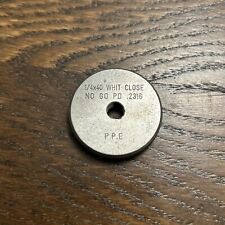 1/4x40 WHIT CLOSE
NO GO PD .2316
P.P.E